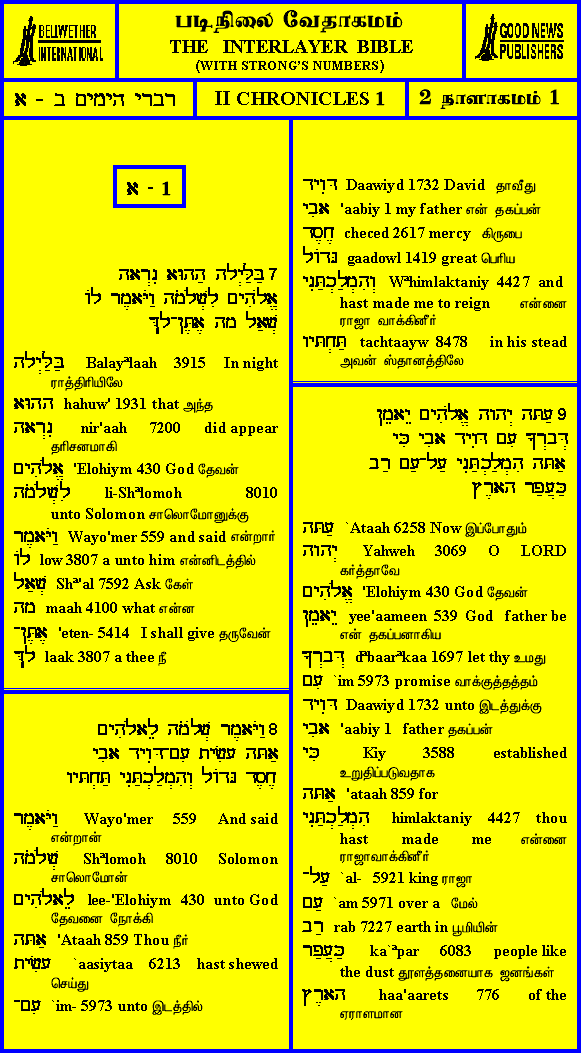 BELLWETHER
INTERNATIONAL
படிநிலை வேதாகமம்
THE INTERLAYER BIBLE
(WITH STRONG'S NUMBERS)
GOOD NEWS
PUBLISHERS
דברי הימים ב - א
II CHRONICLES 1
2 நாளாகமம் 1
א - 1
7 בַּלַּיְלָה הַהוּא נִרְאָה
אֱלֹהִים לִשְׁלֹמֹה וַיֹּאמֶר לוֹ
שְׁאַל מָה אֶתֶּן־לָךְ
בַּלַּיְלָה Balayᵃlaah 3915 In night
ராத்திரியிலே
הַהוּא hahuw' 1931 that அந்த
נִרְאָה nir'aah 7200 did appear
தரிசனமாகி
אֱלֹהִים 'Elohiym 430 God தேவன்
לִשְׁלֹמֹה li-Shᵃlomoh 8010
unto Solomon சாலொமோனுக்கு
וַיֹּאמֶר Wayo'mer 559 and said என்றார்
לוֹ low 3807 a unto him என்னிடத்தில்
שְׁאַל Shᵃ'al 7592 Ask கேள்
מָה maah 4100 what என்ன
אֶתֶּן־ 'eten- 5414 I shall give தருவேன்
לָךְ laak 3807 a thee நீ
8 וַיֹּאמֶר שְׁלֹמֹה לֵאלֹהִים
אַתָּה עָשִׂיתָ עִם־דָּוִיד אָבִי
חֶסֶד גָּדוֹל וְהִמְלַכְתַּנִי תַּחְתָּיו
וַיֹּאמֶר Wayo'mer 559 And said
என்றான்
שְׁלֹמֹה Shᵃlomoh 8010 Solomon
சாலொமோன்
לֵאלֹהִים lee-'Elohiym 430 unto God
தேவனை நோக்கி
אַתָּה 'Ataah 859 Thou நீர்
עָשִׂיתָ `aasiytaa 6213 hast shewed
செய்து
עִם־ `im- 5973 unto இடத்தில்
דָּוִיד Daawiyd 1732 David தாவீது
אָבִי 'aabiy 1 my father என் தகப்பன்
חֶסֶד checed 2617 mercy கிருபை
גָּדוֹל gaadowl 1419 great பெரிய
וְהִמְלַכְתַּנִי Wᵃhimlaktaniy 4427 and
hast made me to reign என்னை
ராஜா வாக்கினீர்
תַּחְתָּיו tachtaayw 8478 in his stead
அவன் ஸ்தானத்திலே
9 עַתָּה יְהוָה אֱלֹהִים יֵאָמֵן
דְּבָרְךָ עִם דָּוִיד אָבִי כִּי
אַתָּה הִמְלַכְתַּנִי עַל־עַם רַב
כַּעֲפַר הָאָרֶץ
עַתָּה `Ataah 6258 Now இப்போதும்
יְהוָה Yahweh 3069 O LORD
கர்த்தாவே
אֱלֹהִים 'Elohiym 430 God தேவன்
יֵאָמֵן yee'aameen 539 God father be
என் தகப்பனாகிய
דְּבָרְךָ dᵃbaarᵃkaa 1697 let thy உமது
עִם `im 5973 promise வாக்குத்தத்தம்
דָּוִיד Daawiyd 1732 unto இடத்துக்கு
אָבִי 'aabiy 1 father தகப்பன்
כִּי Kiy 3588 established
உறுதிப்படுவதாக
אַתָּה 'ataah 859 for
הִמְלַכְתַּנִי himlaktaniy 4427 thou
hast made me என்னை
ராஜாவாக்கினீர்
עַל־ `al- 5921 king ராஜா
עַם `am 5971 over a மேல்
רַב rab 7227 earth in பூமியின்
כַּעֲפַר ka`ᵃpar 6083 people like
the dust தூளத்தனையாக ஜனங்கள்
הָאָרֶץ haa'aarets 776 of the
ஏராளமான